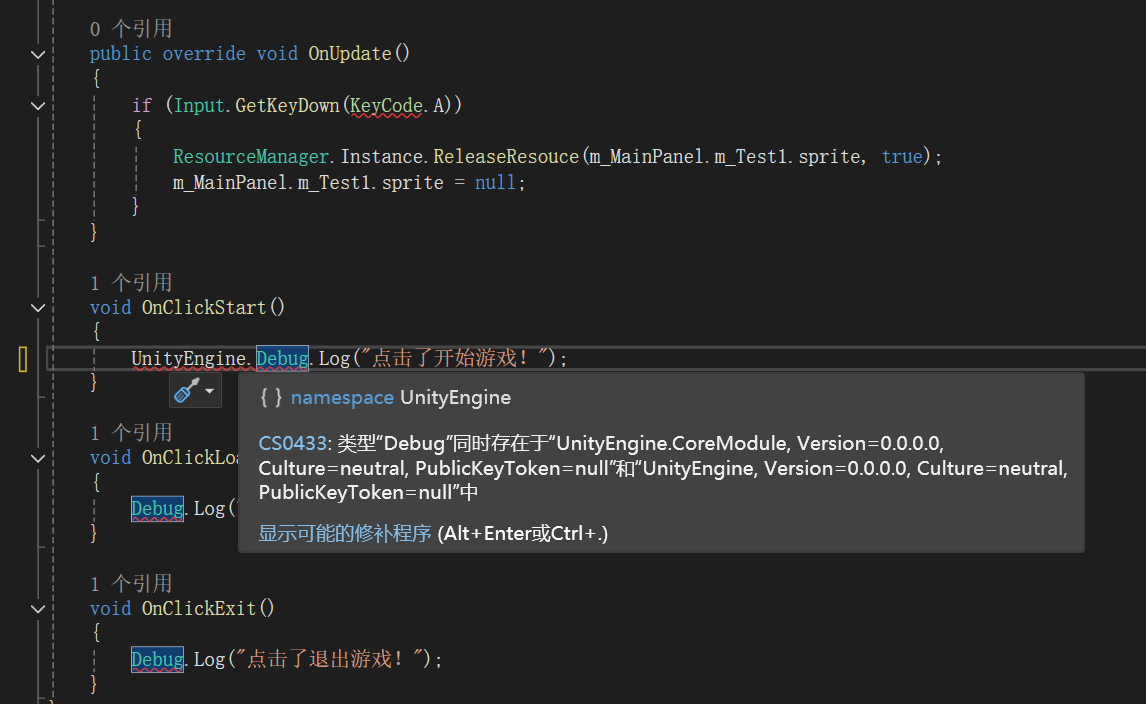 0 个引用
public override void OnUpdate()
{
if (Input.GetKeyDown(KeyCode.A))
{
ResourceManager.Instance.ReleaseResouce(m_MainPanel.m_Test1.sprite, true);
m_MainPanel.m_Test1.sprite = null;
}
}
1 个引用
void OnClickStart()
{
UnityEngine.Debug.Log("点击了开始游戏！");
}
{ } namespace UnityEngine
CS0433: 类型“Debug”同时存在于“UnityEngine.CoreModule, Version=0.0.0.0,
Culture=neutral, PublicKeyToken=null”和“UnityEngine, Version=0.0.0.0, Culture=neutral,
PublicKeyToken=null”中
显示可能的修补程序 (Alt+Enter或Ctrl+.)
1 个引用
void OnClickLoa
{
Debug.Log(
}
1 个引用
void OnClickExit()
{
Debug.Log("点击了退出游戏！");
}